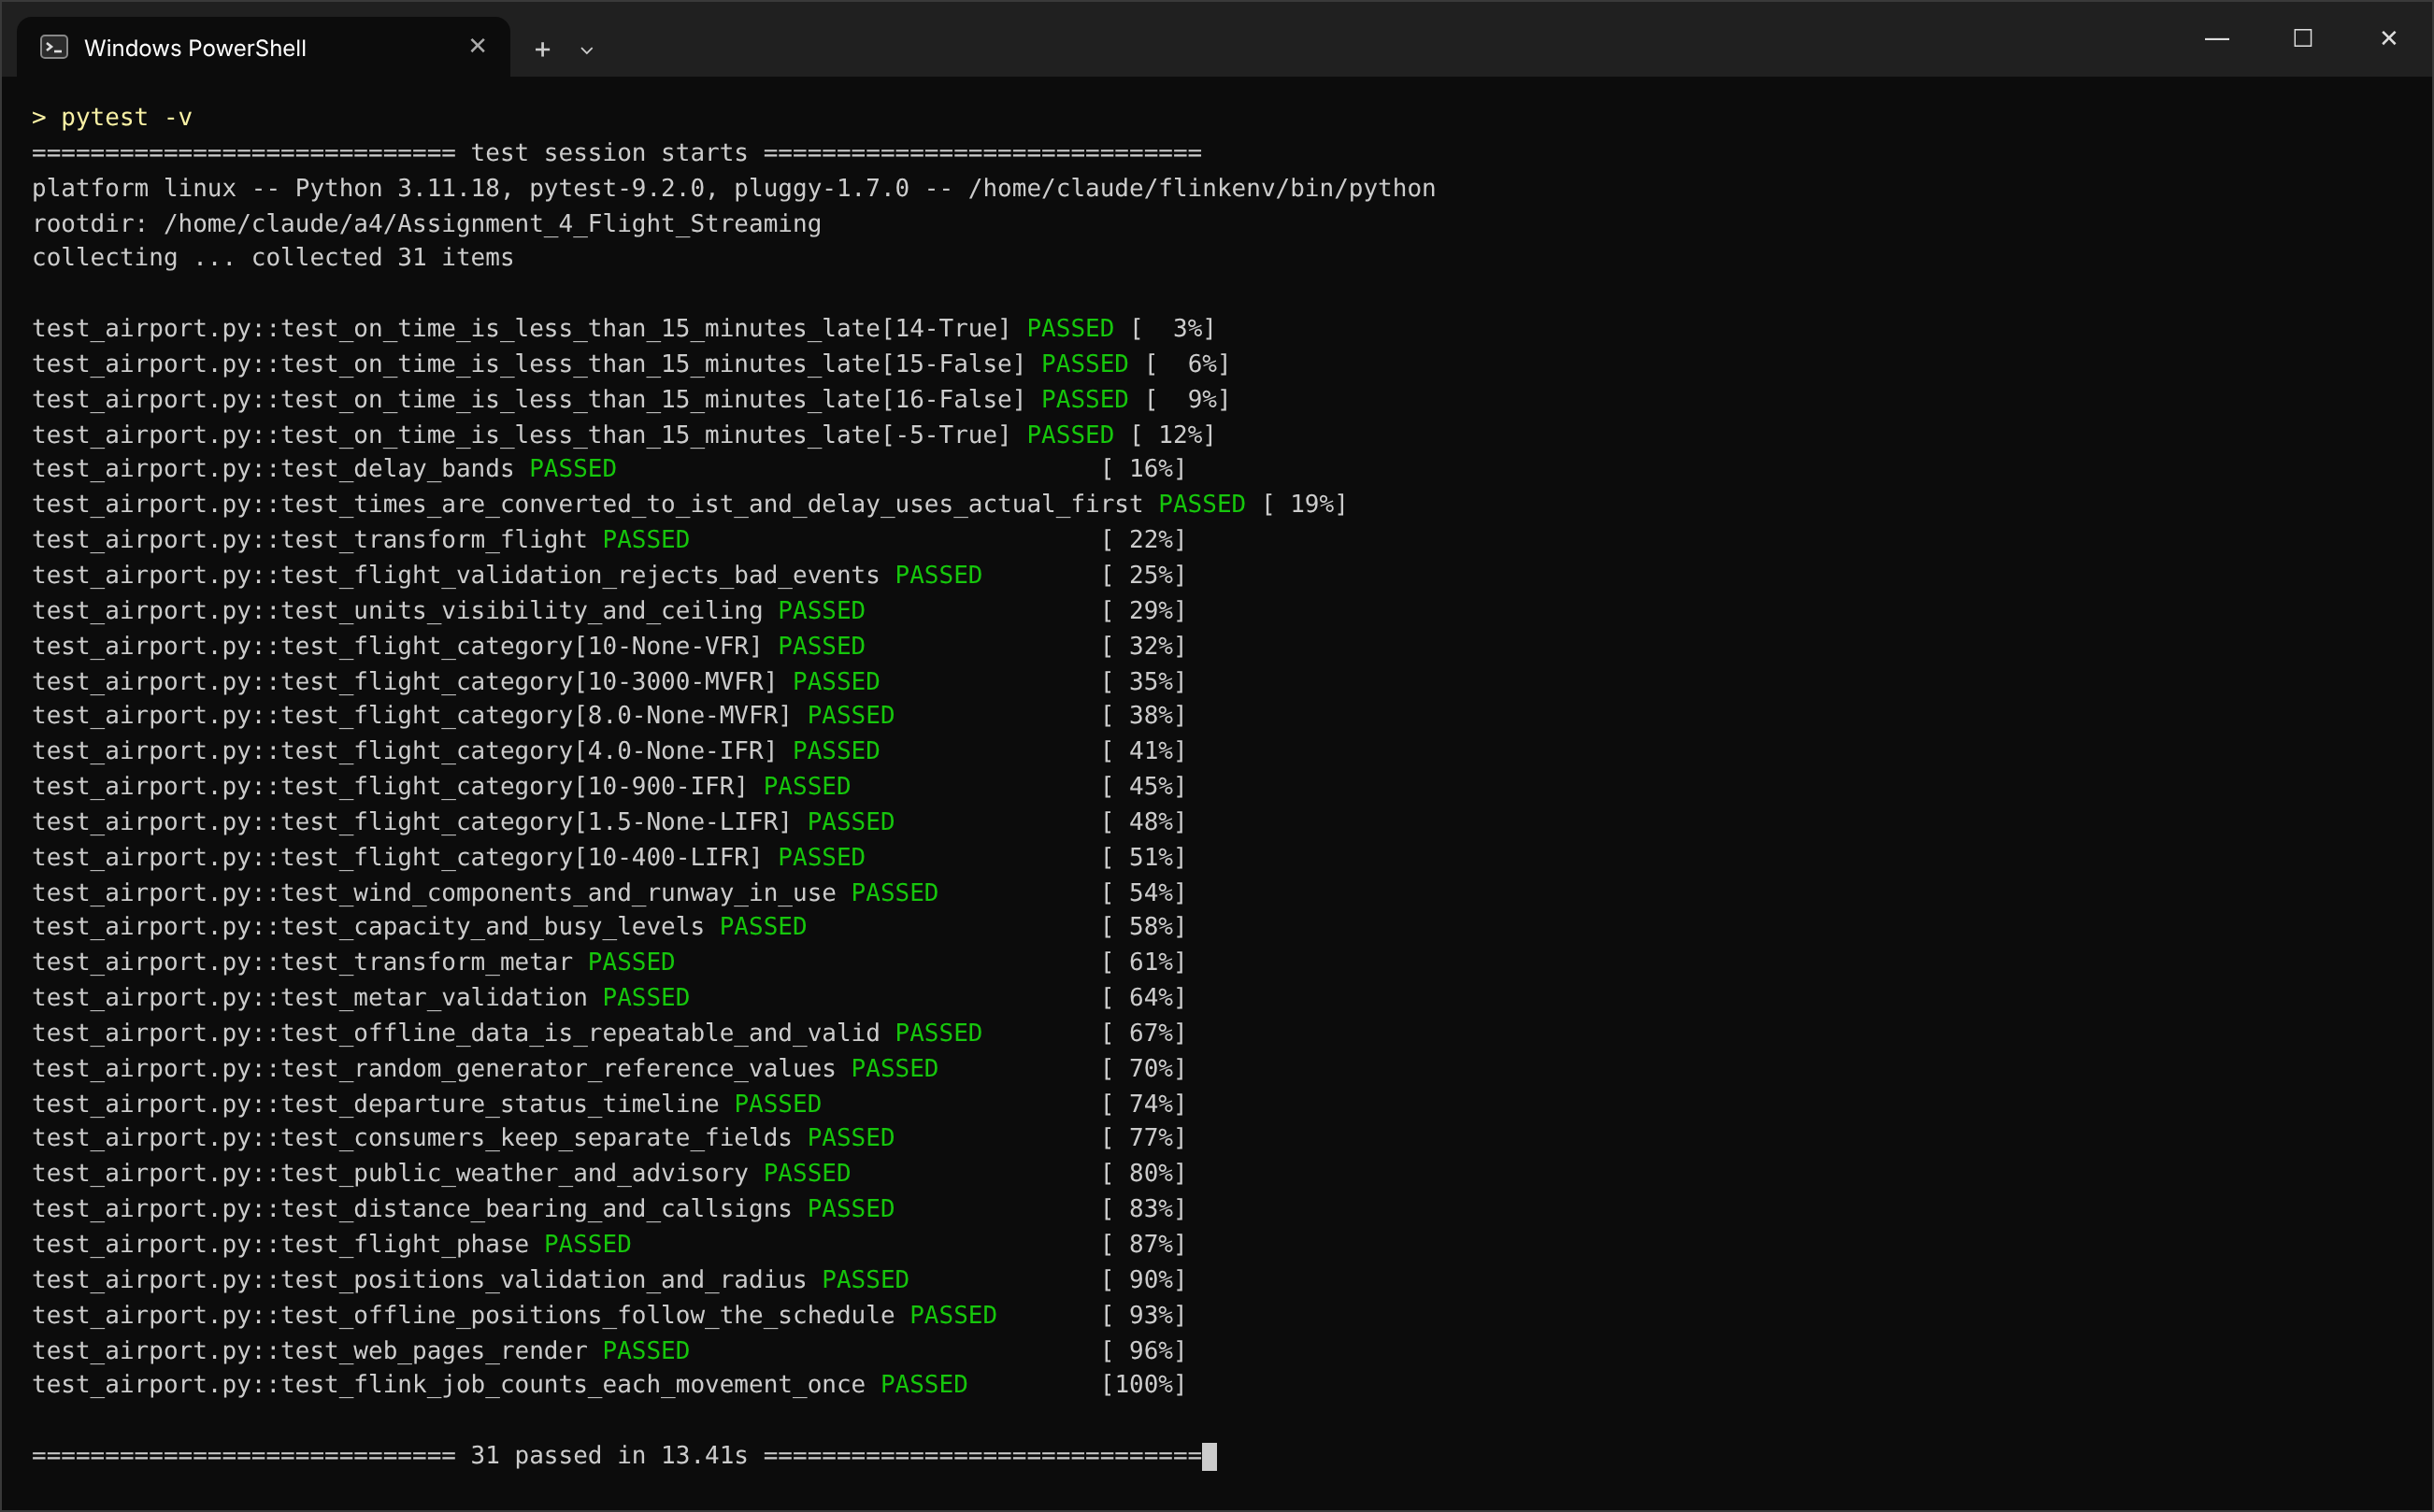 Windows PowerShell
> pytest -v
============================= test session starts ==============================
platform linux -- Python 3.11.18, pytest-9.2.0, pluggy-1.7.0 -- /home/claude/flinkenv/bin/python
rootdir: /home/claude/a4/Assignment_4_Flight_Streaming
collecting ... collected 31 items
test_airport.py::test_on_time_is_less_than_15_minutes_late[14-True] PASSED [  3%]
test_airport.py::test_on_time_is_less_than_15_minutes_late[15-False] PASSED [  6%]
test_airport.py::test_on_time_is_less_than_15_minutes_late[16-False] PASSED [  9%]
test_airport.py::test_on_time_is_less_than_15_minutes_late[-5-True] PASSED [ 12%]
test_airport.py::test_delay_bands PASSED                                 [ 16%]
test_airport.py::test_times_are_converted_to_ist_and_delay_uses_actual_first PASSED [ 19%]
test_airport.py::test_transform_flight PASSED                            [ 22%]
test_airport.py::test_flight_validation_rejects_bad_events PASSED        [ 25%]
test_airport.py::test_units_visibility_and_ceiling PASSED                [ 29%]
test_airport.py::test_flight_category[10-None-VFR] PASSED                [ 32%]
test_airport.py::test_flight_category[10-3000-MVFR] PASSED               [ 35%]
test_airport.py::test_flight_category[8.0-None-MVFR] PASSED              [ 38%]
test_airport.py::test_flight_category[4.0-None-IFR] PASSED               [ 41%]
test_airport.py::test_flight_category[10-900-IFR] PASSED                 [ 45%]
test_airport.py::test_flight_category[1.5-None-LIFR] PASSED              [ 48%]
test_airport.py::test_flight_category[10-400-LIFR] PASSED                [ 51%]
test_airport.py::test_wind_components_and_runway_in_use PASSED           [ 54%]
test_airport.py::test_capacity_and_busy_levels PASSED                    [ 58%]
test_airport.py::test_transform_metar PASSED                             [ 61%]
test_airport.py::test_metar_validation PASSED                            [ 64%]
test_airport.py::test_offline_data_is_repeatable_and_valid PASSED        [ 67%]
test_airport.py::test_random_generator_reference_values PASSED           [ 70%]
test_airport.py::test_departure_status_timeline PASSED                   [ 74%]
test_airport.py::test_consumers_keep_separate_fields PASSED              [ 77%]
test_airport.py::test_public_weather_and_advisory PASSED                 [ 80%]
test_airport.py::test_distance_bearing_and_callsigns PASSED              [ 83%]
test_airport.py::test_flight_phase PASSED                                [ 87%]
test_airport.py::test_positions_validation_and_radius PASSED             [ 90%]
test_airport.py::test_offline_positions_follow_the_schedule PASSED       [ 93%]
test_airport.py::test_web_pages_render PASSED                            [ 96%]
test_airport.py::test_flink_job_counts_each_movement_once PASSED         [100%]
============================= 31 passed in 13.41s ==============================